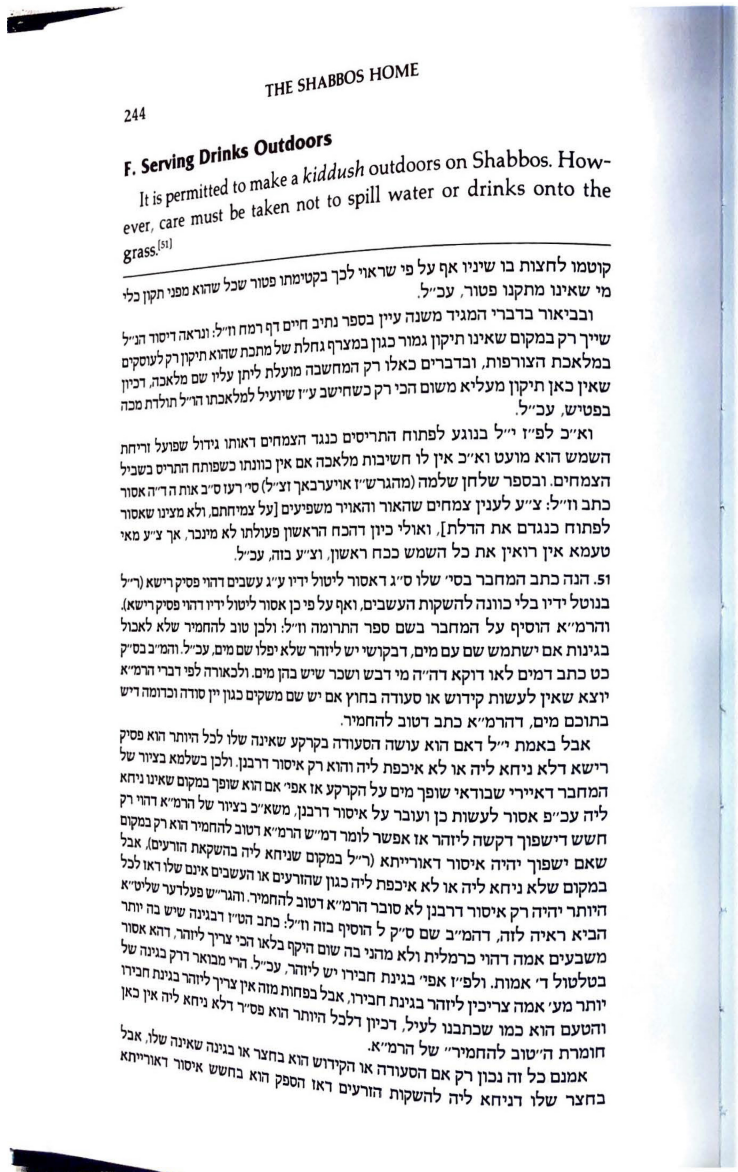 THE SHABBOS HOME
244
F. Serving Drinks Outdoors
It is permitted to make a kiddush outdoors on Shabbos. How-
ever, care must be taken not to spill water or drinks onto the
grass.[51]
קוטמו לחצות בו שיניו אף על פי שראוי לכך בקטימתו פטור שכל שהוא מפני תקון כלי
מי שאינו מתקנו פטור, עכ״ל.
ובביאור בדברי המגיד משנה עיין בספר נתיב חיים דף רמח וז״ל: ונראה דיסוד הנ״ל
שייך רק במקום שאינו תיקון גמור כגון במצרף גחלת של מתכת שהוא תיקון רק לעוסקים
במלאכת הצורפות, ובדברים כאלו רק המחשבה מועלת ליתן עליו שם מלאכה, דכיון
שאין כאן תיקון מעליא משום הכי רק כשחישב ע״ז שיועיל למלאכתו הו״ל תולדת מכה
בפטיש, עכ״ל.
וא״כ לפ״ז י״ל בנוגע לפתוח התריסים כנגד הצמחים דאותו גידול שפועל זריחת
השמש הוא מועט וא״כ אין לו חשיבות מלאכה אם אין כוונתו כשפותח התריס בשביל
הצמחים. ובספר שלחן שלמה (מהגרש״ז אויערבאך זצ״ל) סי׳ רעז ס״ב אות ה ד״ה אסור
כתב וז״ל: צ״ע לענין צמחים שהאור והאויר משפיעים [על צמיחתם, ולא מצינו שאסור
לפתוח כנגדם את הדלת], ואולי כיון דהכח הראשון פעולתו לא מינכר, אך צ״ע מאי
טעמא אין רואין את כל השמש ככח ראשון, וצ״ע בזה, עכ״ל.
51. הנה כתב המחבר בסי׳ שלו ס״ג דאסור ליטול ידיו ע״ג עשבים דהוי פסיק רישא (ר״ל
בנוטל ידיו בלי כוונה להשקות העשבים, ואף על פי כן אסור ליטול ידיו דהוי פסיק רישא).
והרמ״א הוסיף על המחבר בשם ספר התרומה וז״ל: ולכן טוב להחמיר שלא לאכול
בגינות אם ישתמש שם עם מים, דבקושי יש ליזהר שלא יפלו שם מים, עכ״ל. והמ״ב בס״ק
כט כתב דמים לאו דוקא דה״ה מי דבש ושכר שיש בהן מים. ולכאורה לפי דברי הרמ״א
יוצא שאין לעשות קידוש או סעודה בחוץ אם יש שם משקים כגון יין סודה וכדומה דיש
בתוכם מים, דהרמ״א כתב דטוב להחמיר.
אבל באמת י״ל דאם הוא עושה הסעודה בקרקע שאינה שלו לכל היותר הוא פסיק
רישא דלא ניחא ליה או לא איכפת ליה והוא רק איסור דרבנן. ולכן בשלמא בציור של
המחבר דאיירי שבודאי שופך מים על הקרקע אז אפי׳ אם הוא שופך במקום שאינו ניחא
ליה עכ״פ אסור לעשות כן ועובר על איסור דרבנן, משא״כ בציור של הרמ״א דהוי רק
חשש דישפוך דקשה ליזהר אז אפשר לומר דמ״ש הרמ״א דטוב להחמיר הוא רק במקום
שאם ישפוך יהיה איסור דאורייתא (ר״ל במקום שניחא ליה בהשקאת הזרעים), אבל
במקום שלא ניחא ליה או לא איכפת ליה כגון שהזרעים או העשבים אינם שלו דאז לכל
היותר יהיה רק איסור דרבנן לא סובר הרמ״א דטוב להחמיר. והגר״ש פעלדער שליט״א
הביא ראיה לזה, דהמ״ב שם ס״ק ל הוסיף בזה וז״ל: כתב הט״ז דבגינה שיש בה יותר
משבעים אמה דהוי כרמלית ולא מהני בה שום היקף בלאו הכי צריך ליזהר, דהא אסור
בטלטול ד׳ אמות. ולפ״ז אפי׳ בגינת חבירו יש ליזהר, עכ״ל. הרי מבואר דרק בגינה של
יותר מע׳ אמה צריכין ליזהר בגינת חבירו, אבל בפחות מזה אין צריך ליזהר בגינת חבירו
והטעם הוא כמו שכתבנו לעיל, דכיון דלכל היותר הוא פס״ר דלא ניחא ליה אין כאן
חומרת ה״טוב להחמיר״ של הרמ״א.
אמנם כל זה נכון רק אם הסעודה או הקידוש הוא בחצר או בגינה שאינה שלו, אבל
בחצר שלו דניחא ליה להשקות הזרעים דאז הספק הוא בחשש איסור דאורייתא